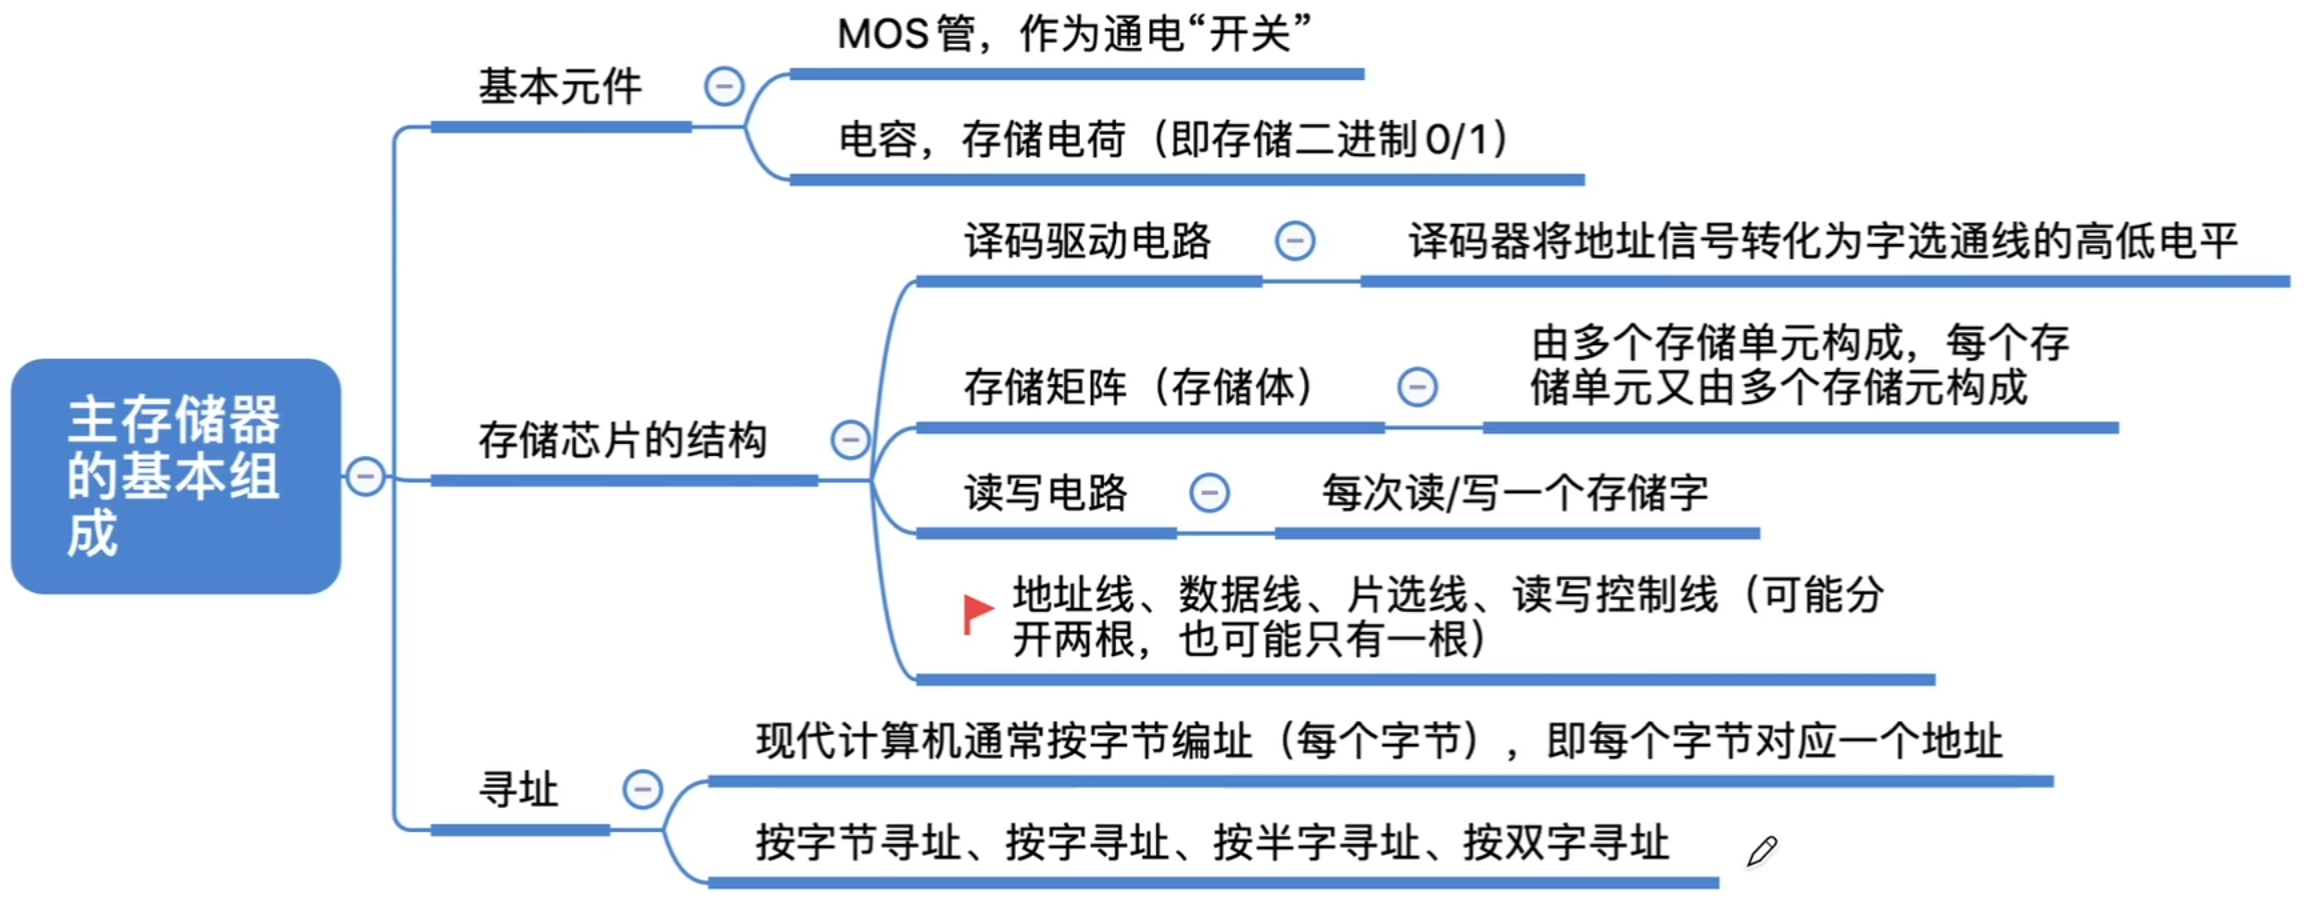 MOS管，作为通电“开关”
基本元件
电容，存储电荷（即存储二进制0/1）
译码驱动电路
译码器将地址信号转化为字选通线的高低电平
由多个存储单元构成，每个存
储单元又由多个存储元构成
存储矩阵（存储体）
主存储器
的基本组
成
存储芯片的结构
读写电路
每次读/写一个存储字
地址线、数据线、片选线、读写控制线（可能分
开两根，也可能只有一根）
现代计算机通常按字节编址（每个字节），即每个字节对应一个地址
寻址
按字节寻址、按字寻址、按半字寻址、按双字寻址